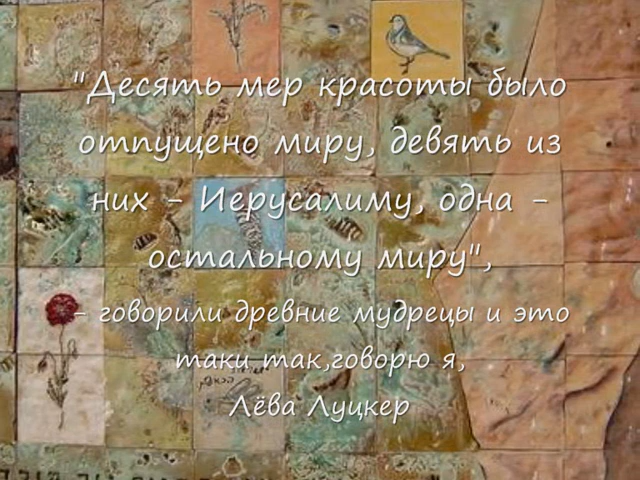 "Десять мер красоты было
отпущено миру, девять из
них - Иерусалиму, одна -
остальному миру",
- говорили древние мудрецы и это
таки так,говорю я,
Лёва Луцкер